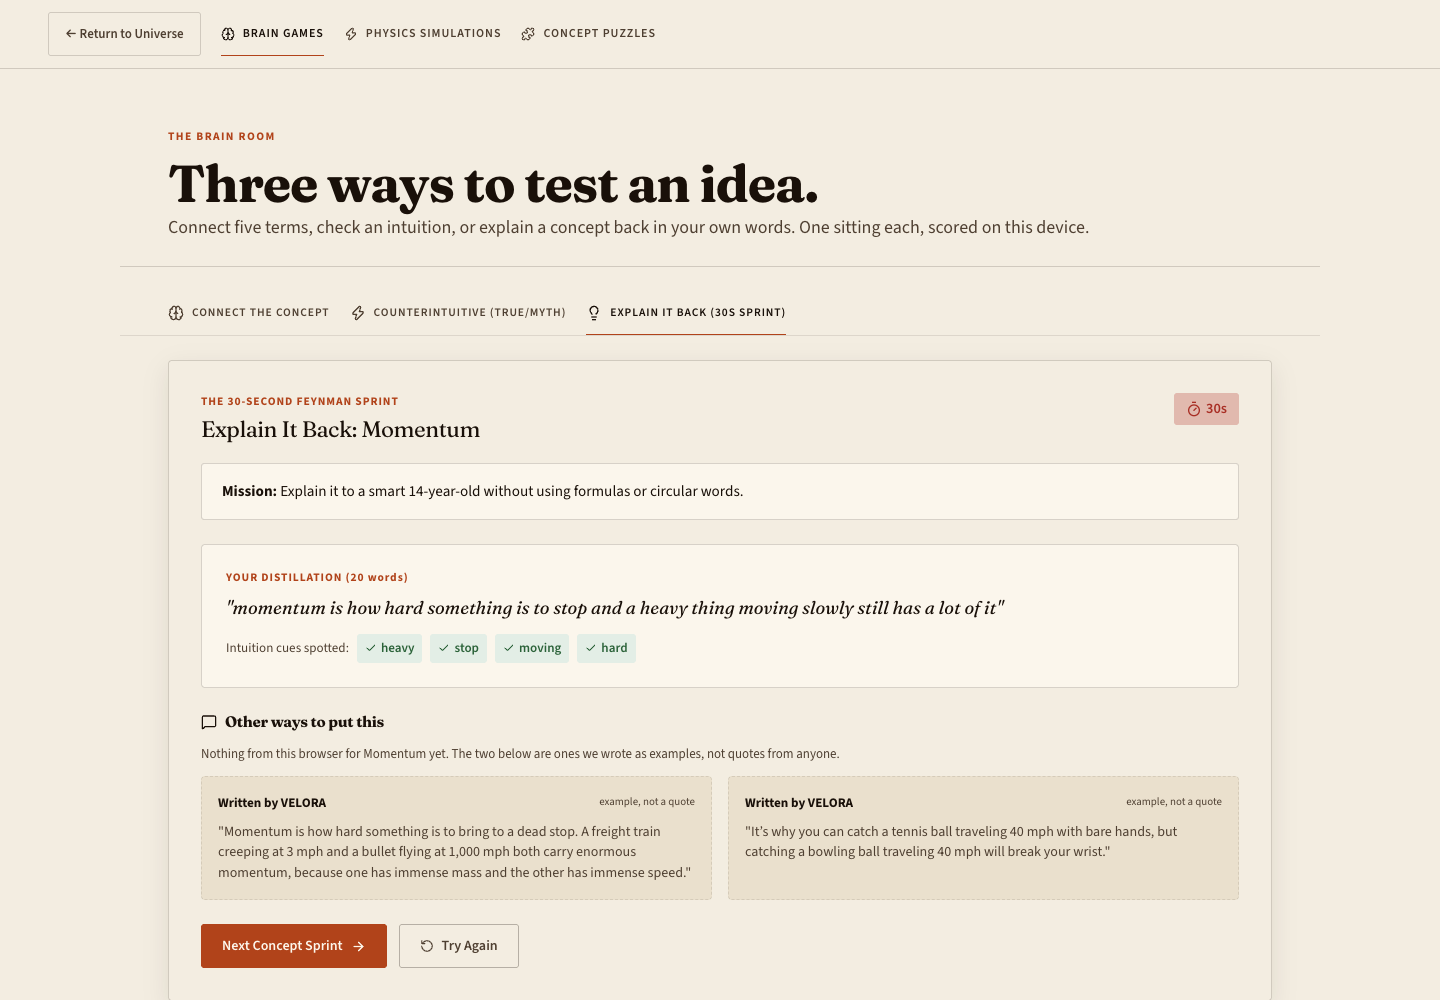 ← Return to Universe
BRAIN GAMES
PHYSICS SIMULATIONS
CONCEPT PUZZLES
THE BRAIN ROOM
Three ways to test an idea.
Connect five terms, check an intuition, or explain a concept back in your own words. One sitting each, scored on this device.
CONNECT THE CONCEPT
COUNTERINTUITIVE (TRUE/MYTH)
EXPLAIN IT BACK (30S SPRINT)
THE 30-SECOND FEYNMAN SPRINT
30s
Explain It Back: Momentum
Mission: Explain it to a smart 14-year-old without using formulas or circular words.
YOUR DISTILLATION (20 words)
"momentum is how hard something is to stop and a heavy thing moving slowly still has a lot of it"
Intuition cues spotted: heavy stop moving hard
Other ways to put this
Nothing from this browser for Momentum yet. The two below are ones we wrote as examples, not quotes from anyone.
Written by VELORA
example, not a quote
"Momentum is how hard something is to bring to a dead stop. A freight train
creeping at 3 mph and a bullet flying at 1,000 mph both carry enormous
momentum, because one has immense mass and the other has immense speed."
Written by VELORA
example, not a quote
"It's why you can catch a tennis ball traveling 40 mph with bare hands, but
catching a bowling ball traveling 40 mph will break your wrist."
Next Concept Sprint →
Try Again